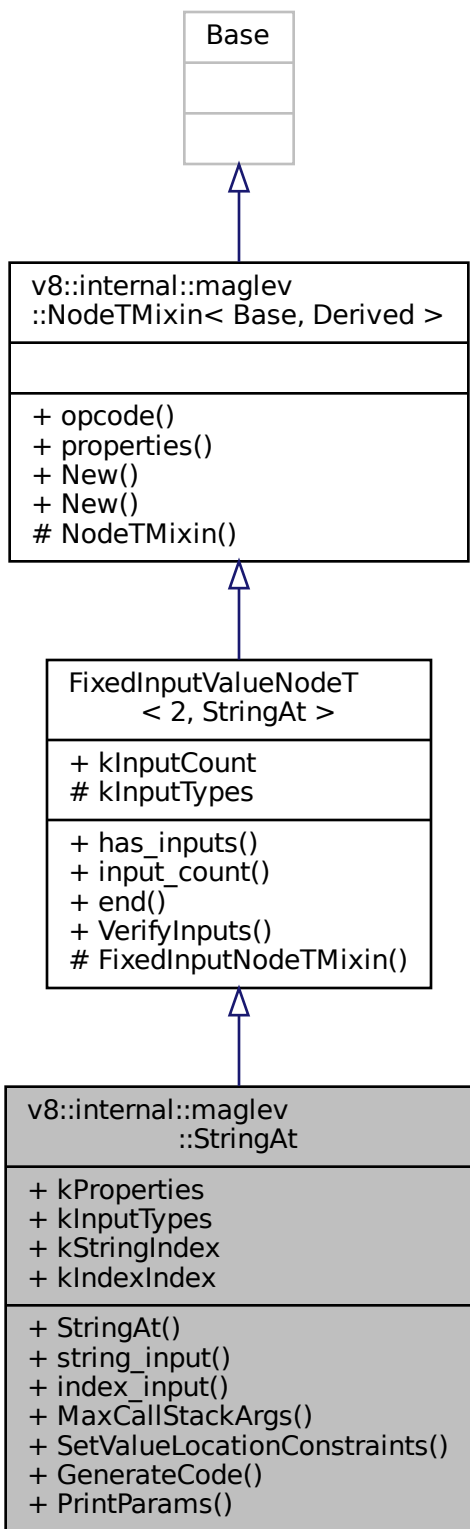 Base
v8::internal::maglev
::NodeTMixin< Base, Derived >
+ opcode()
+ properties()
+ New()
+ New()
# NodeTMixin()
FixedInputValueNodeT
< 2, StringAt >
+ kInputCount
# kInputTypes
+ has_inputs()
+ input_count()
+ end()
+ VerifyInputs()
# FixedInputNodeTMixin()
v8::internal::maglev
::StringAt
+ kProperties
+ kInputTypes
+ kStringIndex
+ kIndexIndex
+ StringAt()
+ string_input()
+ index_input()
+ MaxCallStackArgs()
+ SetValueLocationConstraints()
+ GenerateCode()
+ PrintParams()